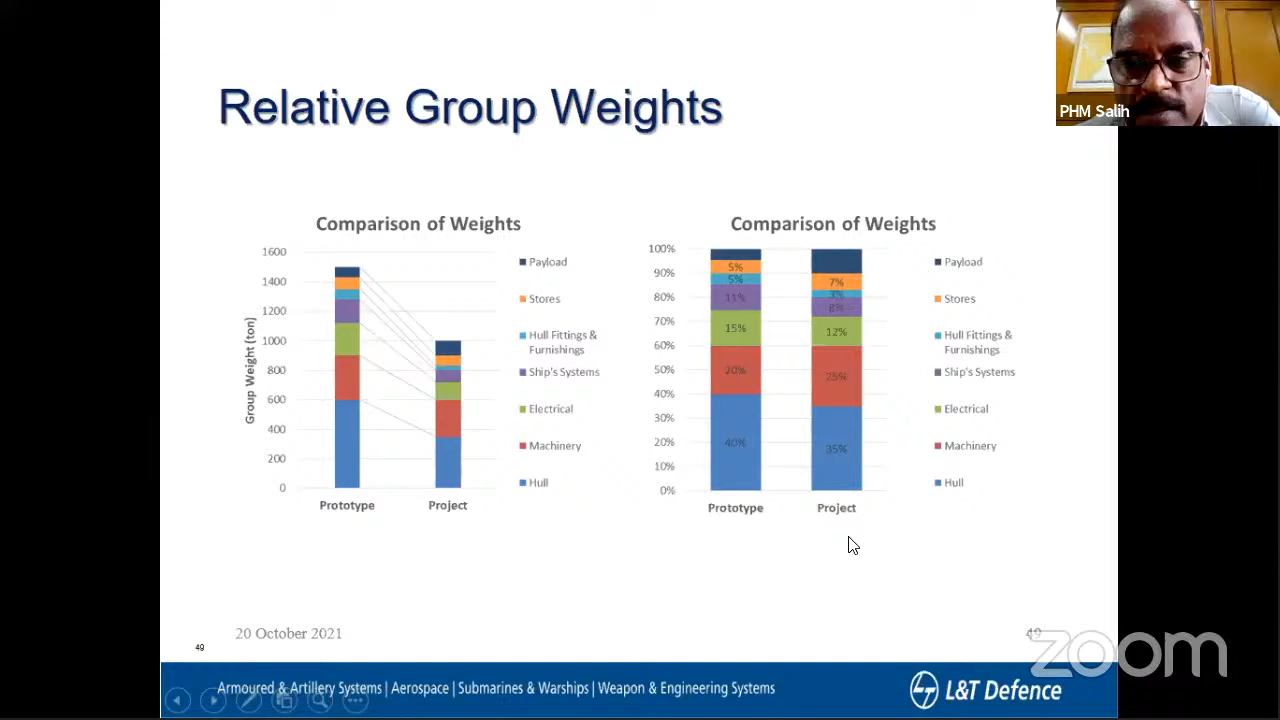 PHM Salih
Relative Group Weights
Comparison of Weights
1600
1400
1200
1000
800
600
400
200
0
Group Weight (ton)
Prototype
Project
Payload
Stores
Hull Fittings &
Furnishings
Ship's Systems
Electrical
Machinery
Hull
Comparison of Weights
100%
90%
80%
70%
60%
50%
40%
30%
20%
10%
0%
5%
5%
11%
15%
20%
40%
7%
3%
8%
12%
25%
35%
Prototype
Project
Payload
Stores
Hull Fittings &
Furnishings
Ship's Systems
Electrical
Machinery
Hull
20 October 2021
49
49
zoom
Armoured & Artillery Systems | Aerospace | Submarines & Warships | Weapon & Engineering Systems
L&T Defence